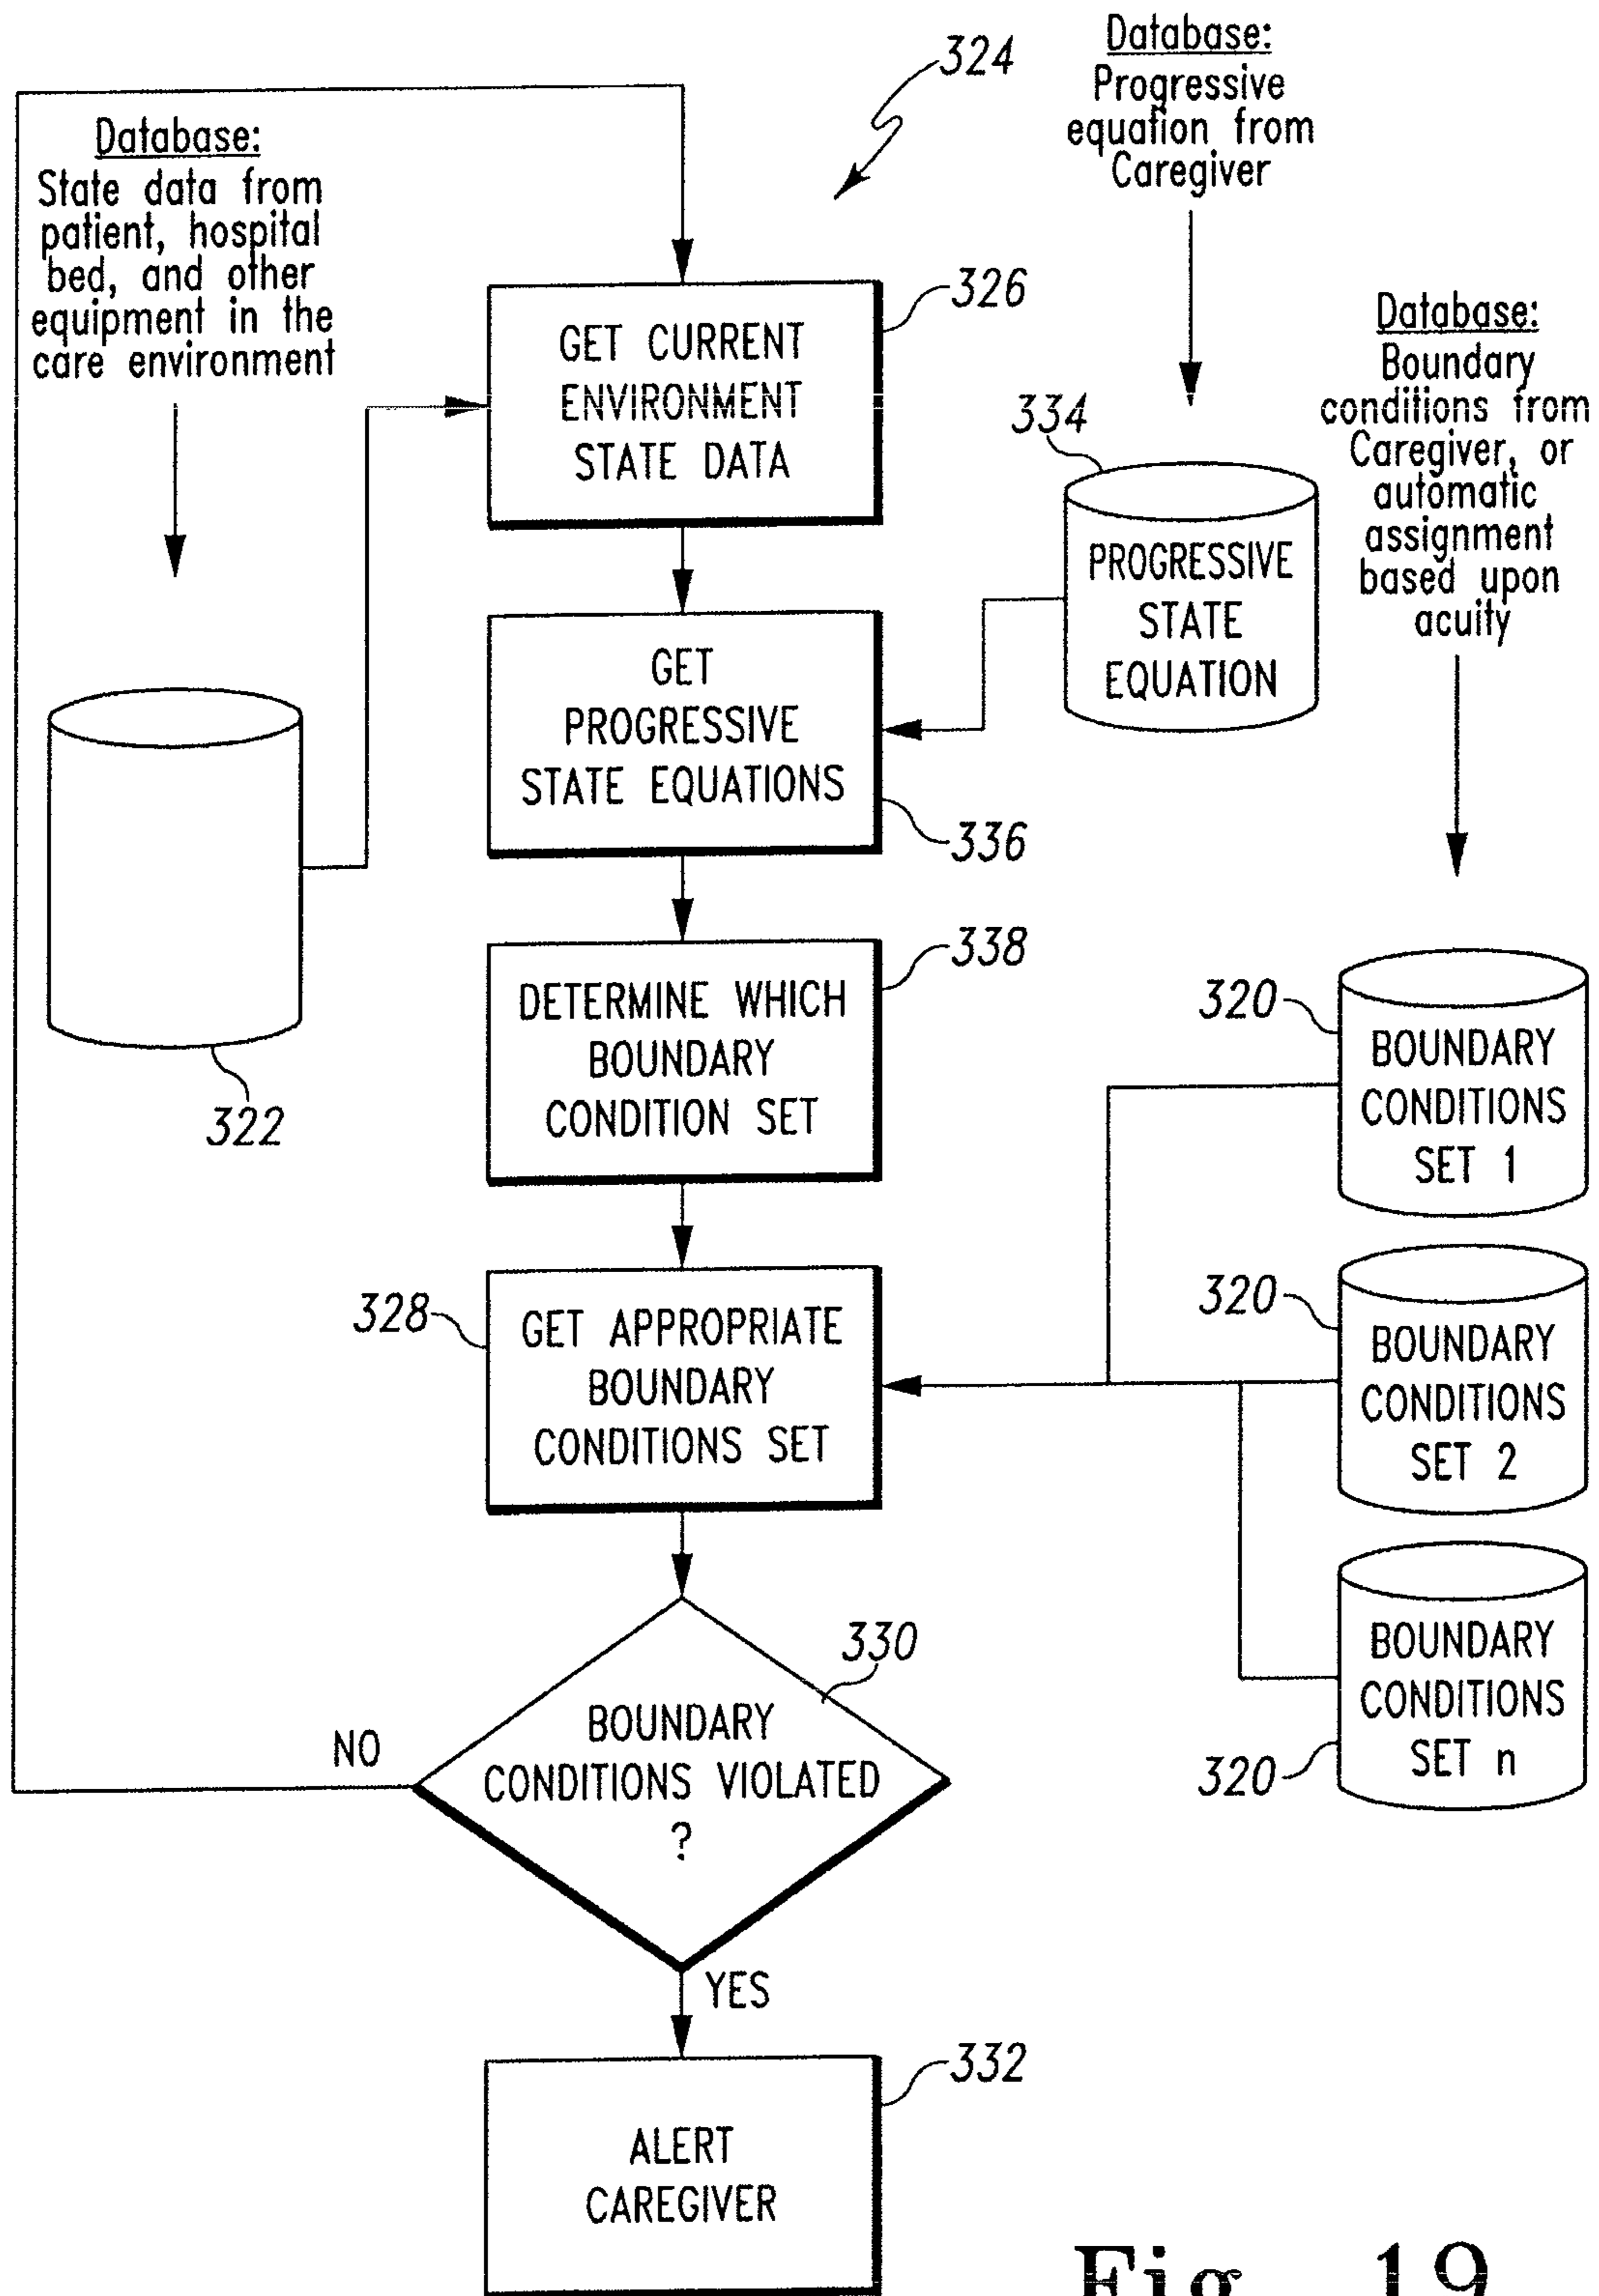 324
Database:
Progressive
equation from
Caregiver
Database:
State data from
patient, hospital
bed, and other
equipment in the
care environment
326
GET CURRENT
ENVIRONMENT
STATE DATA
Database:
Boundary
conditions from
Caregiver, or
automatic
assignment
based upon
acuity
334
PROGRESSIVE
STATE
EQUATION
GET
PROGRESSIVE
STATE EQUATIONS
336
322
338
DETERMINE WHICH
BOUNDARY
CONDITION SET
320
BOUNDARY
CONDITIONS
SET 1
328
GET APPROPRIATE
BOUNDARY
CONDITIONS SET
320
BOUNDARY
CONDITIONS
SET 2
330
BOUNDARY
CONDITIONS VIOLATED
?
NO
320
BOUNDARY
CONDITIONS
SET n
YES
332
ALERT
CAREGIVER
Fig. 19